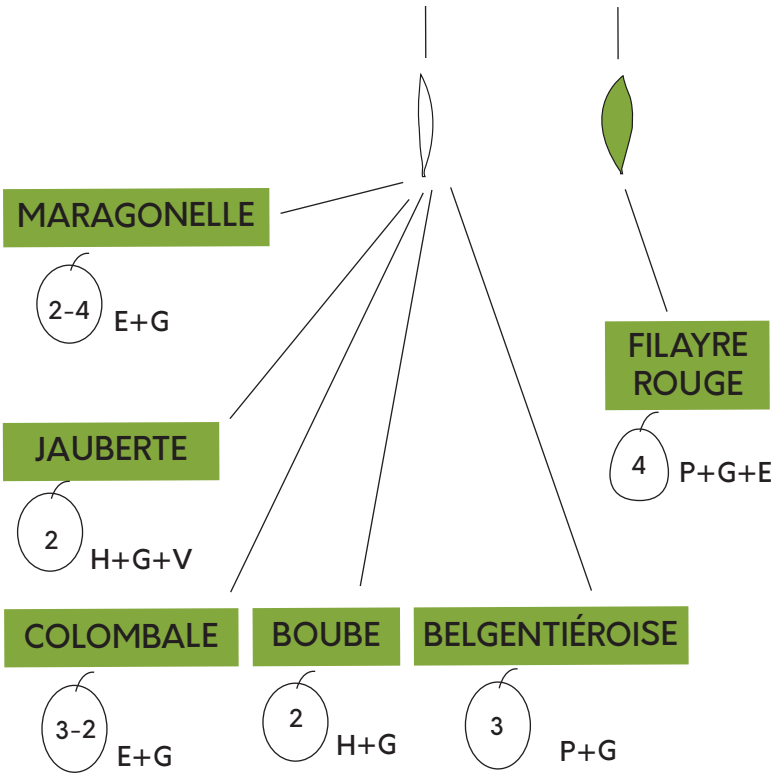 MARAGONELLE
2-4
E+G
FILAYRE
ROUGE
4
P+G+E
JAUBERTE
2
H+G+V
COLOMBALE
3-2
E+G
BOUBE
2
H+G
BELGENTIÉROISE
3
P+G